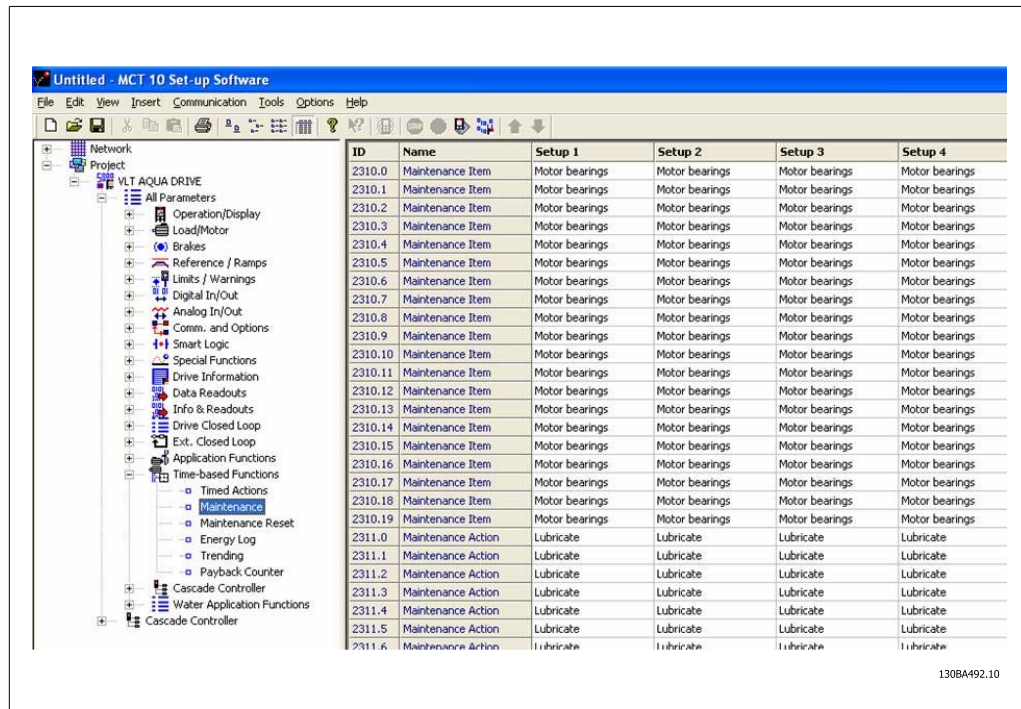 Untitled - MCT 10 Set-up Software
File Edit View Insert Communication Tools Options Help
Network
Project
VLT AQUA DRIVE
All Parameters
Operation/Display
Load/Motor
Brakes
Reference / Ramps
Limits / Warnings
Digital In/Out
Analog In/Out
Comm. and Options
Smart Logic
Special Functions
Drive Information
Data Readouts
Info & Readouts
Drive Closed Loop
Ext. Closed Loop
Application Functions
Time-based Functions
Timed Actions
Maintenance
Maintenance Reset
Energy Log
Trending
Payback Counter
Cascade Controller
Water Application Functions
Cascade Controller
ID Name Setup 1 Setup 2 Setup 3 Setup 4
2310.0 Maintenance Item Motor bearings Motor bearings Motor bearings Motor bearings
2310.1 Maintenance Item Motor bearings Motor bearings Motor bearings Motor bearings
2310.2 Maintenance Item Motor bearings Motor bearings Motor bearings Motor bearings
2310.3 Maintenance Item Motor bearings Motor bearings Motor bearings Motor bearings
2310.4 Maintenance Item Motor bearings Motor bearings Motor bearings Motor bearings
2310.5 Maintenance Item Motor bearings Motor bearings Motor bearings Motor bearings
2310.6 Maintenance Item Motor bearings Motor bearings Motor bearings Motor bearings
2310.7 Maintenance Item Motor bearings Motor bearings Motor bearings Motor bearings
2310.8 Maintenance Item Motor bearings Motor bearings Motor bearings Motor bearings
2310.9 Maintenance Item Motor bearings Motor bearings Motor bearings Motor bearings
2310.10 Maintenance Item Motor bearings Motor bearings Motor bearings Motor bearings
2310.11 Maintenance Item Motor bearings Motor bearings Motor bearings Motor bearings
2310.12 Maintenance Item Motor bearings Motor bearings Motor bearings Motor bearings
2310.13 Maintenance Item Motor bearings Motor bearings Motor bearings Motor bearings
2310.14 Maintenance Item Motor bearings Motor bearings Motor bearings Motor bearings
2310.15 Maintenance Item Motor bearings Motor bearings Motor bearings Motor bearings
2310.16 Maintenance Item Motor bearings Motor bearings Motor bearings Motor bearings
2310.17 Maintenance Item Motor bearings Motor bearings Motor bearings Motor bearings
2310.18 Maintenance Item Motor bearings Motor bearings Motor bearings Motor bearings
2310.19 Maintenance Item Motor bearings Motor bearings Motor bearings Motor bearings
2311.0 Maintenance Action Lubricate Lubricate Lubricate Lubricate
2311.1 Maintenance Action Lubricate Lubricate Lubricate Lubricate
2311.2 Maintenance Action Lubricate Lubricate Lubricate Lubricate
2311.3 Maintenance Action Lubricate Lubricate Lubricate Lubricate
2311.4 Maintenance Action Lubricate Lubricate Lubricate Lubricate
2311.5 Maintenance Action Lubricate Lubricate Lubricate Lubricate
2311.6 Maintenance Action Lubricate Lubricate Lubricate Lubricate
130BA492.10